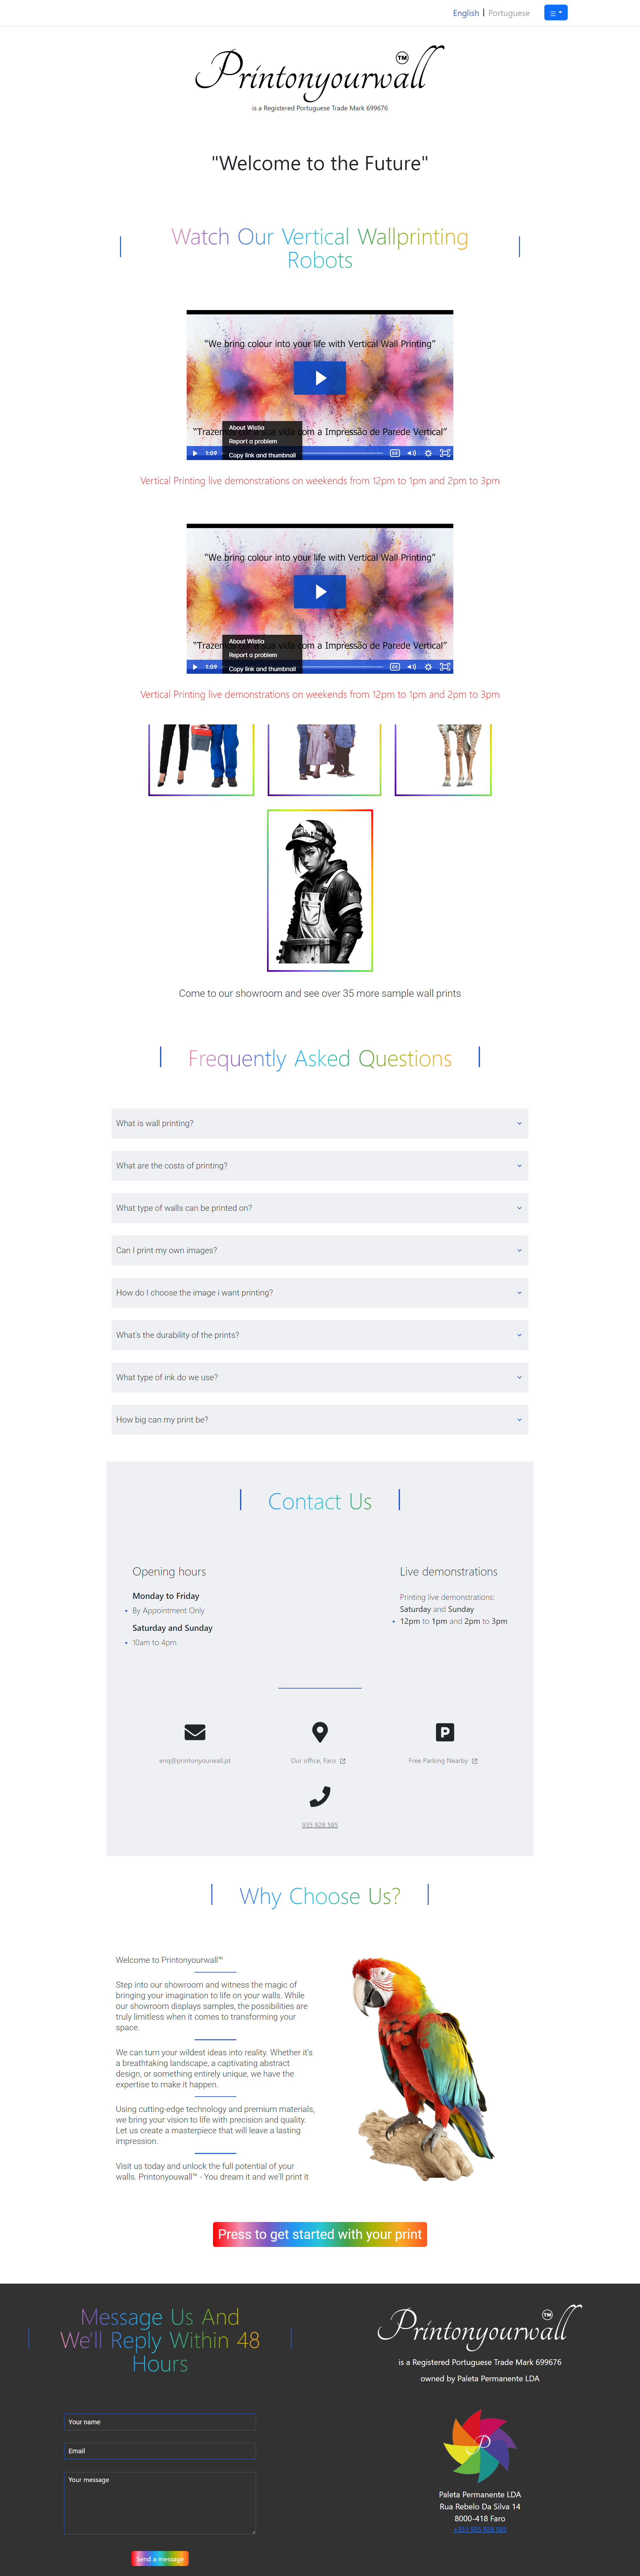 English | Portuguese
Printonyourwall TM
is a Registered Portuguese Trade Mark 699676
"Welcome to the Future"
Watch Our Vertical Wallprinting
Robots
“We bring colour into your life with Vertical Wall Printing”
“Trazemos cor a sua vida com a Impressão de Parede Vertical”
About Wistia
Report a problem
Copy link and thumbnail
1:09
CC
Vertical Printing live demonstrations on weekends from 12pm to 1pm and 2pm to 3pm
“We bring colour into your life with Vertical Wall Printing”
“Trazemos cor a sua vida com a Impressão de Parede Vertical”
About Wistia
Report a problem
Copy link and thumbnail
1:09
CC
Vertical Printing live demonstrations on weekends from 12pm to 1pm and 2pm to 3pm
Come to our showroom and see over 35 more sample wall prints
Frequently Asked Questions
What is wall printing?
What are the costs of printing?
What type of walls can be printed on?
Can I print my own images?
How do I choose the image i want printing?
What's the durability of the prints?
What type of ink do we use?
How big can my print be?
Contact Us
Opening hours
Monday to Friday
By Appointment Only
Saturday and Sunday
10am to 4pm
Live demonstrations
Printing live demonstrations:
Saturday and Sunday
12pm to 1pm and 2pm to 3pm
enq@printonyourwall.pt
Our office, Faro
P
Free Parking Nearby
935 928 585
Why Choose Us?
Welcome to Printonyourwall™
Step into our showroom and witness the magic of
bringing your imagination to life on your walls. While
our showroom displays samples, the possibilities are
truly limitless when it comes to transforming your
space.
We can turn your wildest ideas into reality. Whether it's
a breathtaking landscape, a captivating abstract
design, or something entirely unique, we have the
expertise to make it happen.
Using cutting-edge technology and premium materials,
we bring your vision to life with precision and quality.
Let us create a masterpiece that will leave a lasting
impression.
Visit us today and unlock the full potential of your
walls. Printonyouwall™ - You dream it and we'll print it
Press to get started with your print
Message Us And
We'll Reply Within 48
Hours
Your name
Email
Your message
Send a message
Printonyourwall TM
is a Registered Portuguese Trade Mark 699676
owned by Paleta Permanente LDA
P
Paleta Permanente LDA
Rua Rebelo Da Silva 14
8000-418 Faro
+351 935 928 585